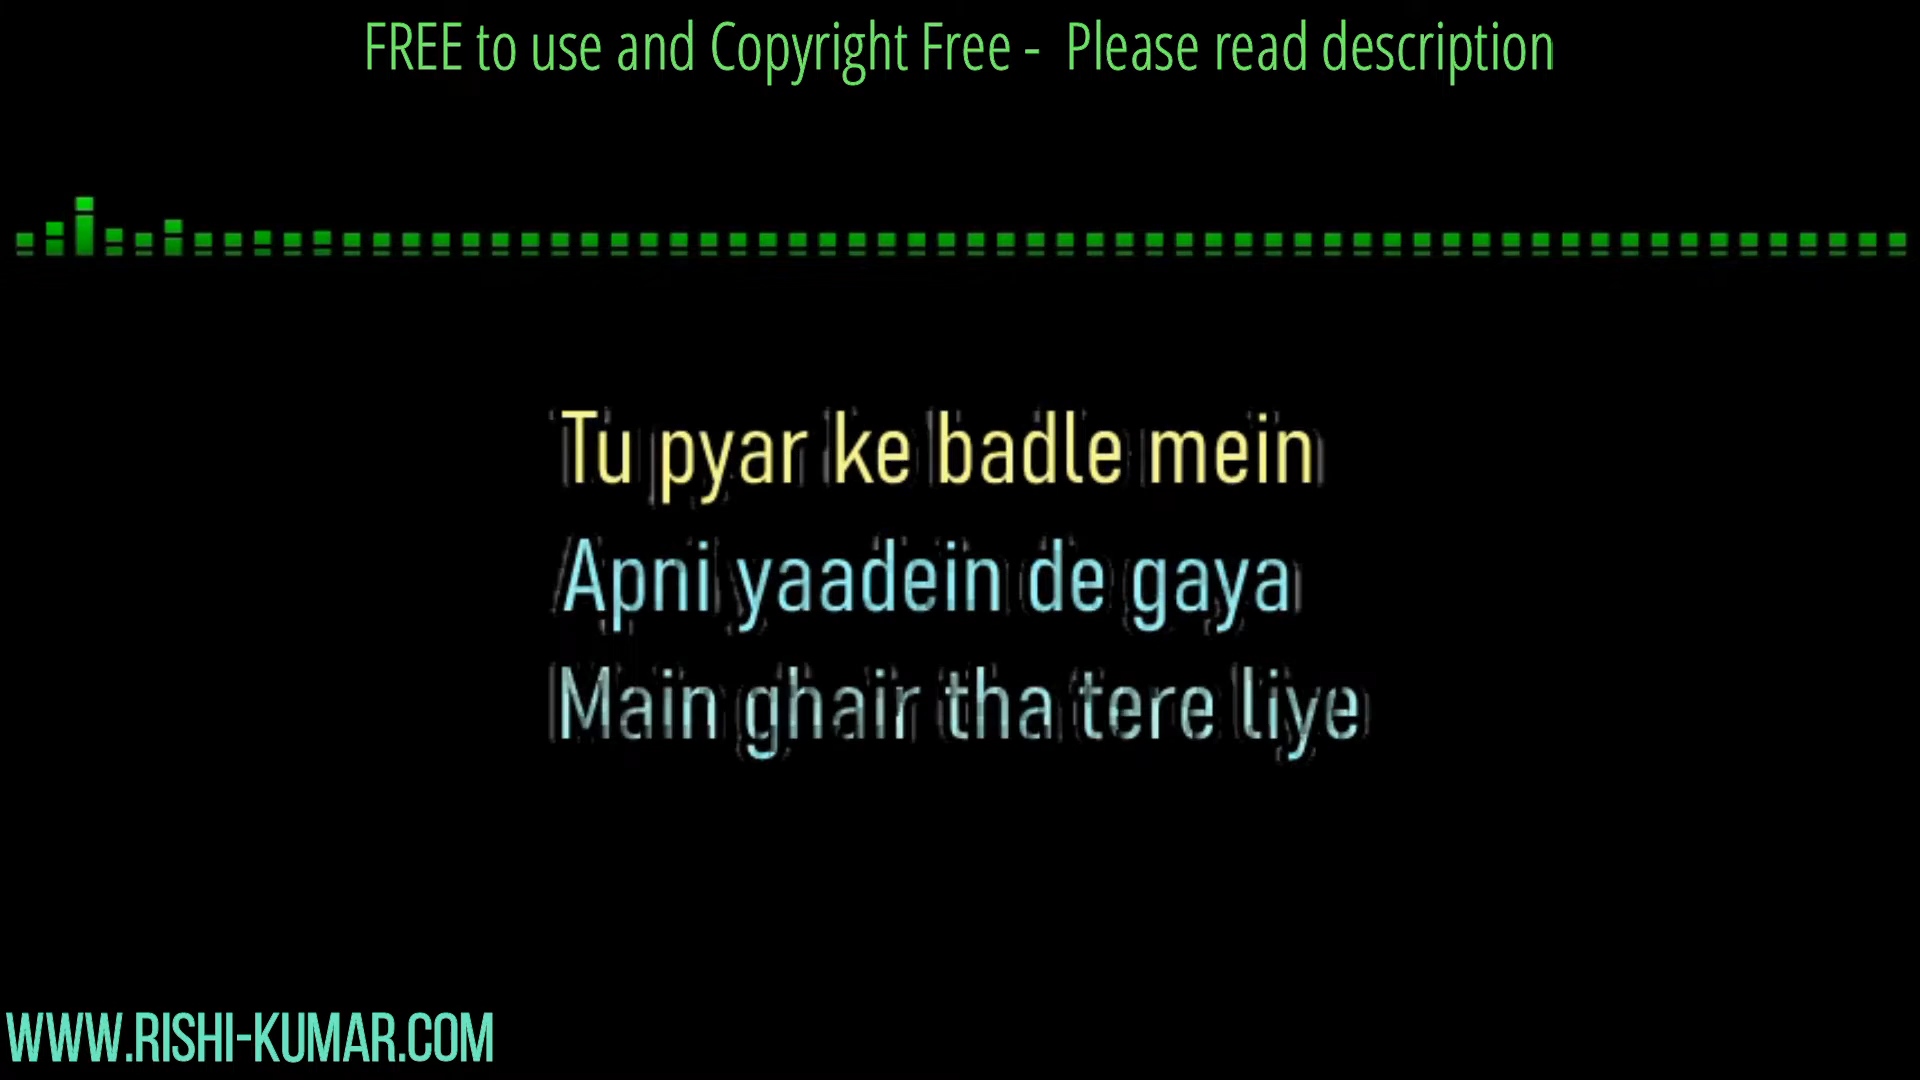 FREE to use and Copyright Free - Please read description
Tu pyar ke badle mein
Apni yaadein de gaya
Main ghair tha tere liye
WWW.RISHI-KUMAR.COM